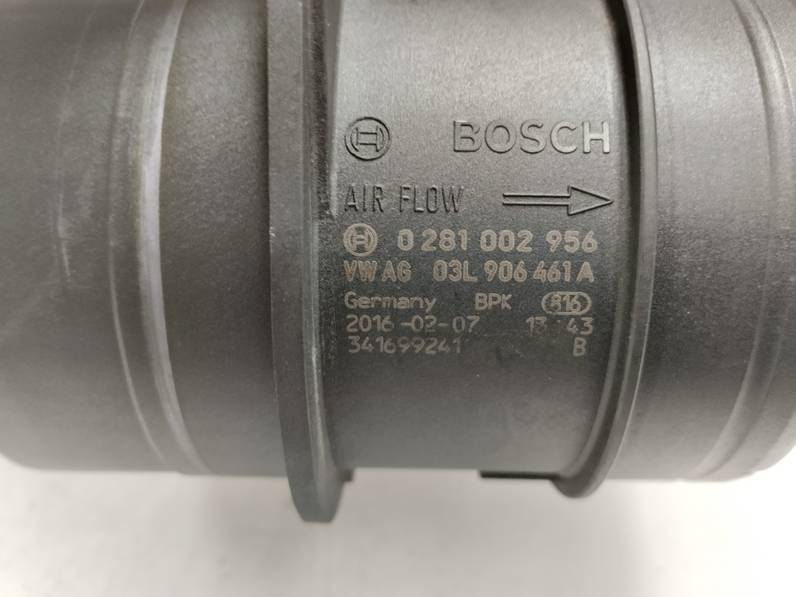 BOSCH
AIR FLOW
0 281 002 956
VW AG 03L 906 461 A
Germany BPK 816
2016-02-07 13:43
341699241 B